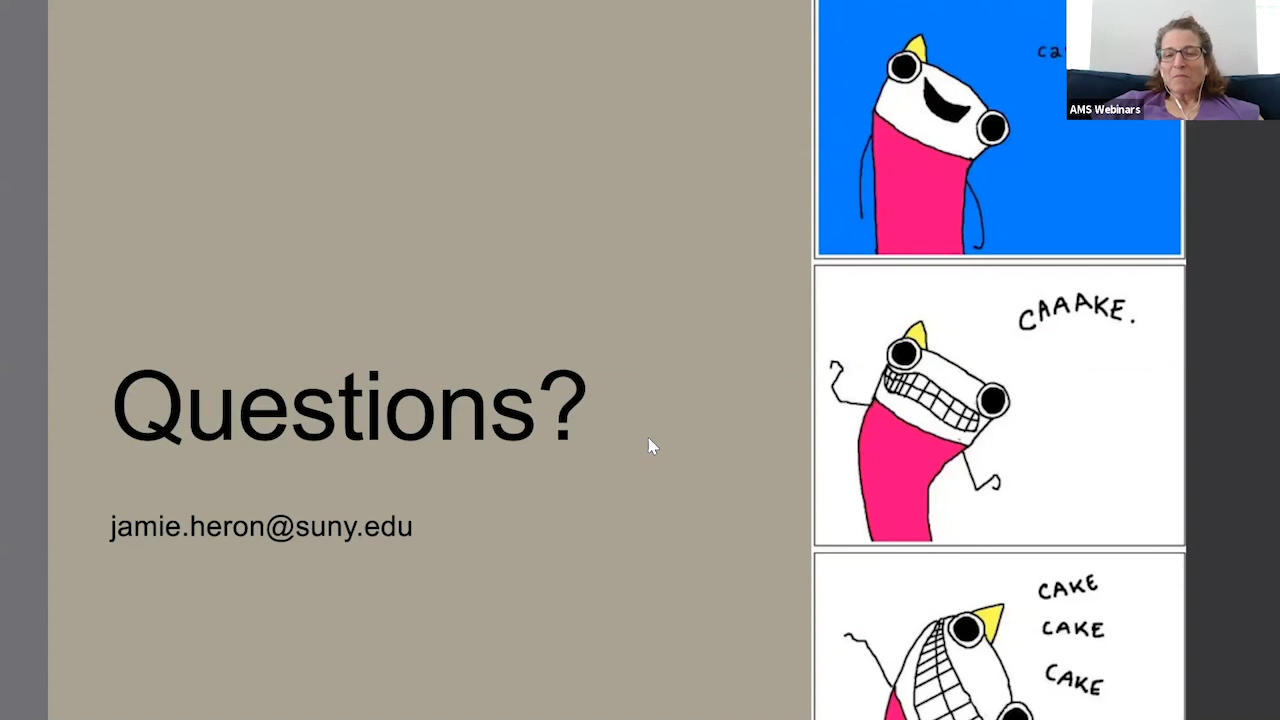 Questions?
jamie.heron@suny.edu
AMS Webinars
CAAAKE.
CAKE
CAKE
CAKE